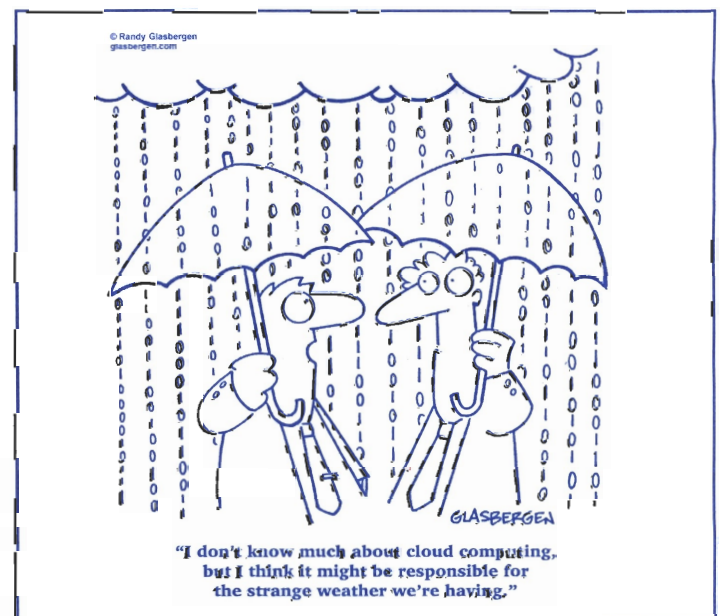 © Randy Glasbergen
glasbergen.com
GLASBERGEN
"I don't know much about cloud computing,
but I think it might be responsible for
the strange weather we're having."